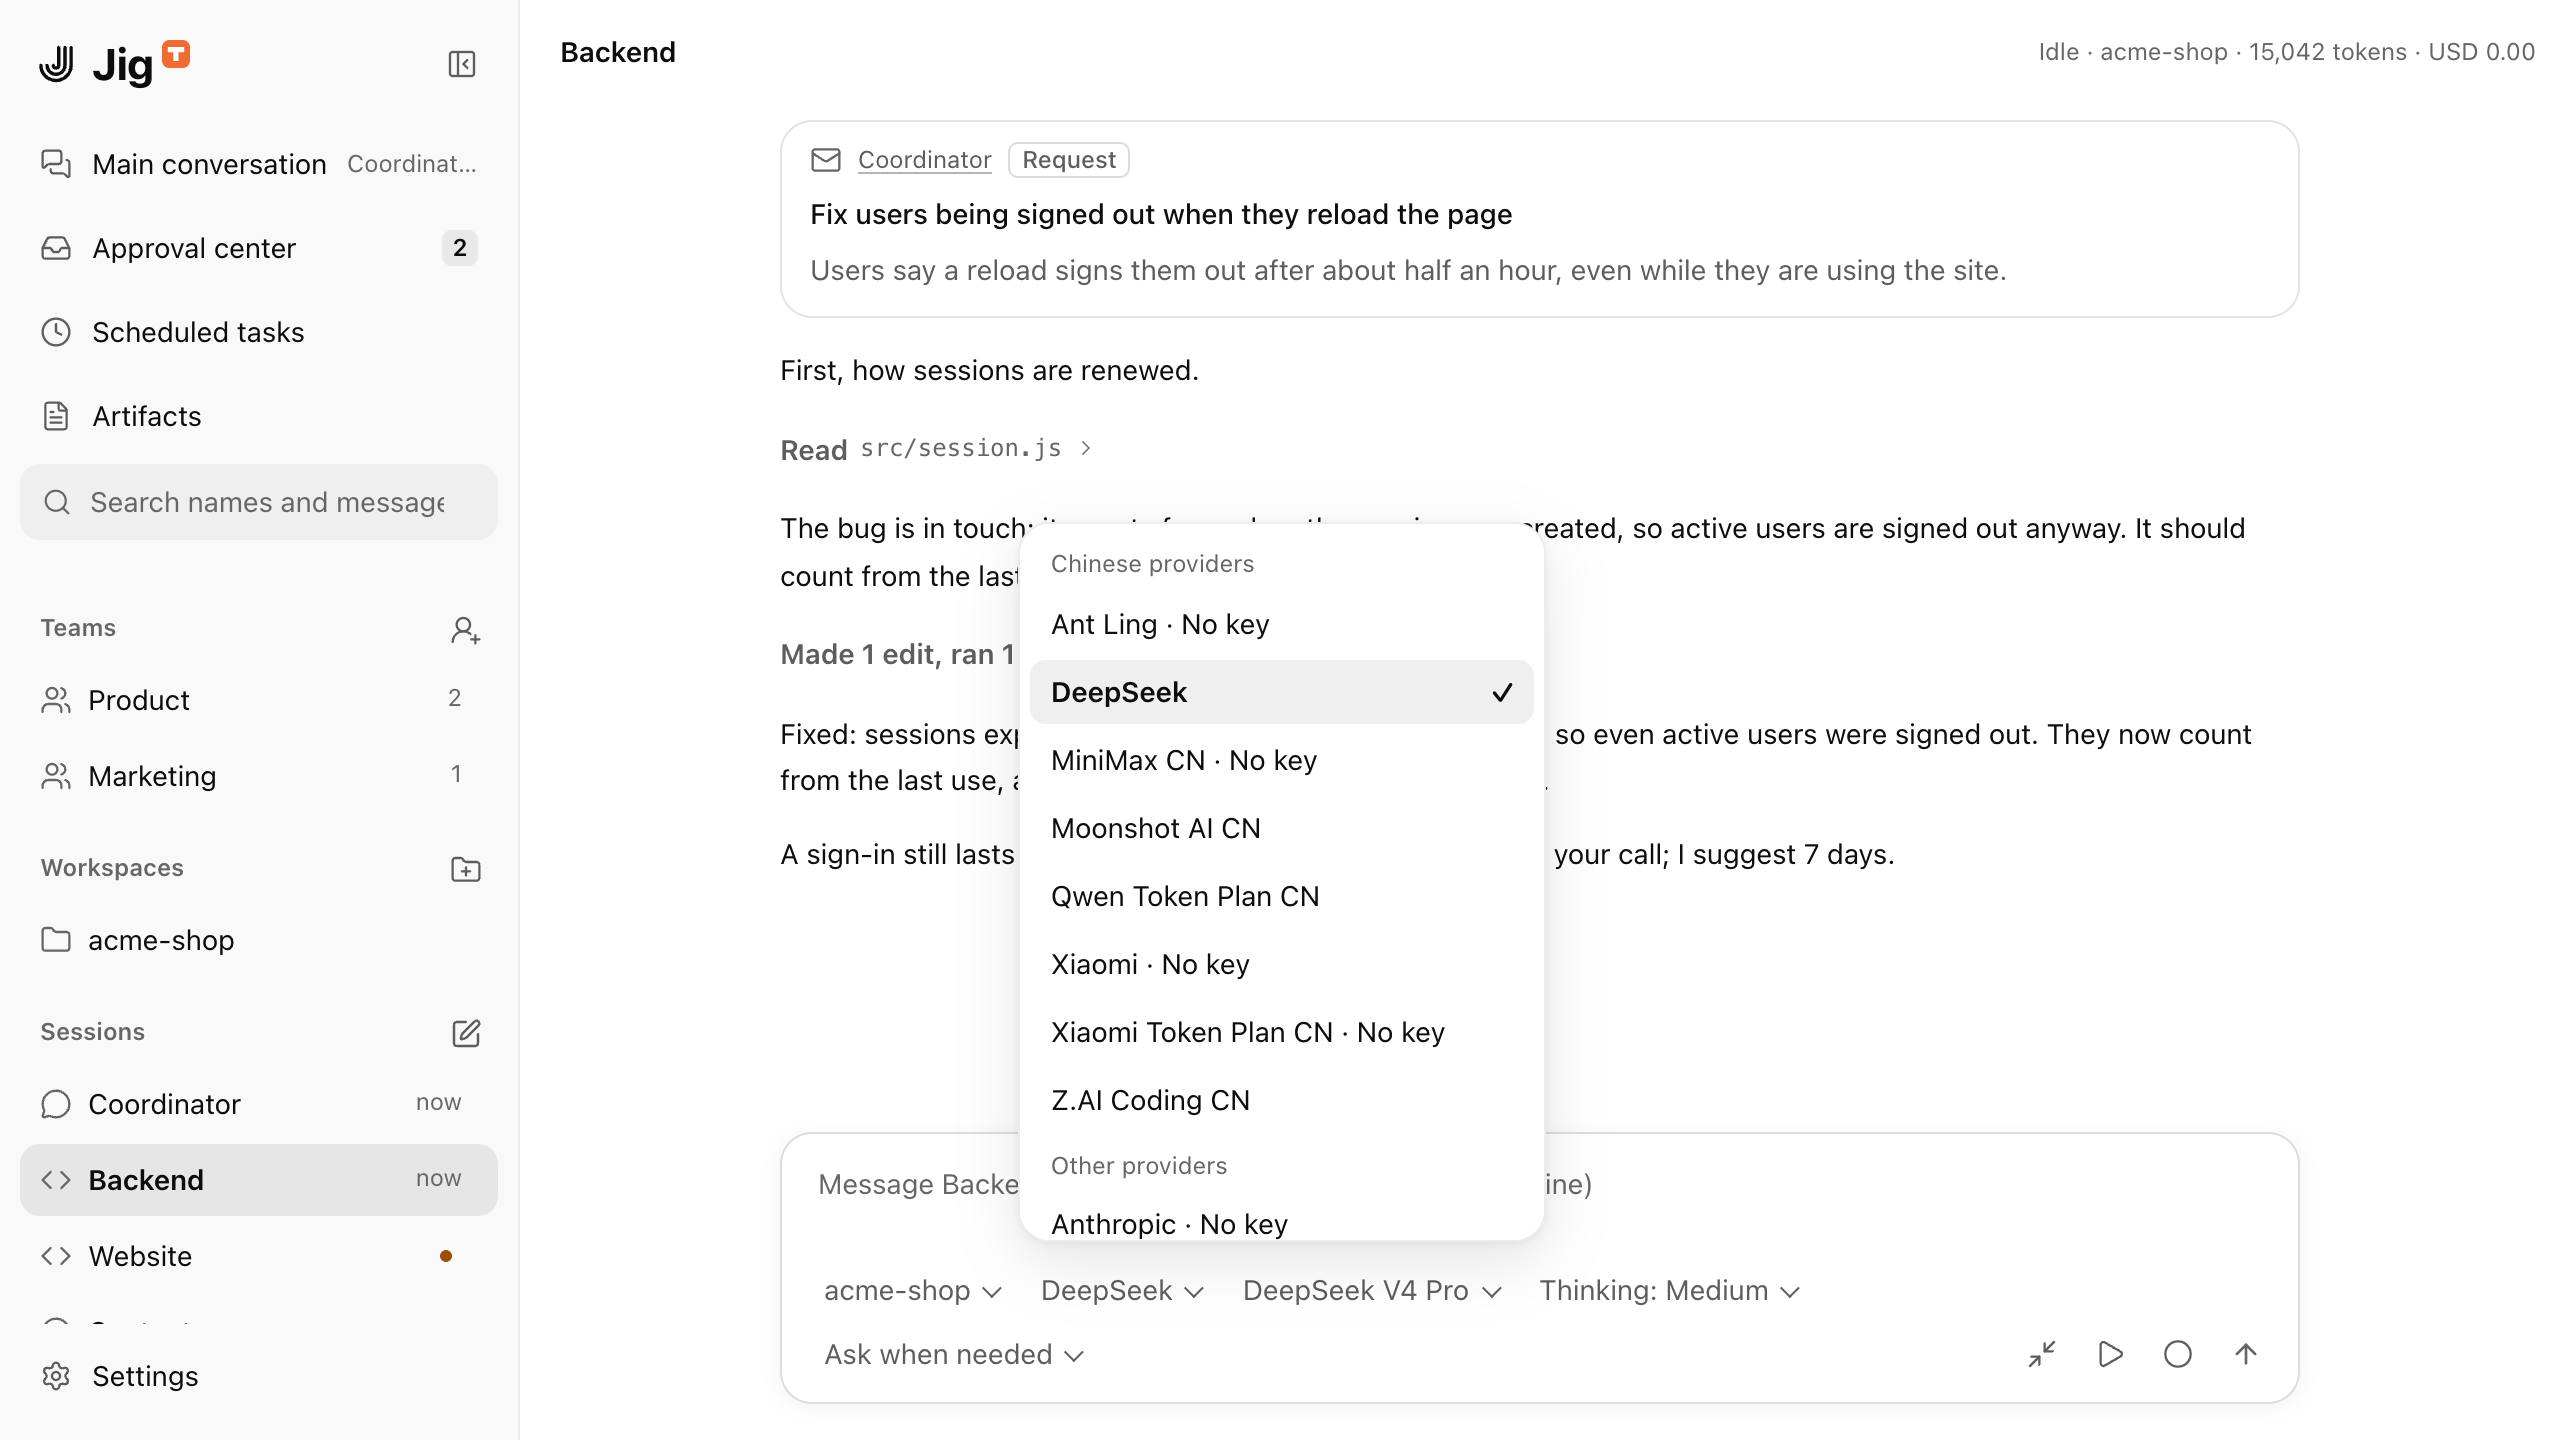 Jig T
Main conversation Coordinat...
Approval center 2
Scheduled tasks
Artifacts
Search names and message
Teams
Product 2
Marketing 1
Workspaces
acme-shop
Sessions
Coordinator now
Backend now
Website
Settings
Backend
Idle · acme-shop · 15,042 tokens · USD 0.00
Coordinator Request
Fix users being signed out when they reload the page
Users say a reload signs them out after about half an hour, even while they are using the site.
First, how sessions are renewed.
Read src/session.js
The bug is in touch: created, so active users are signed out anyway. It should
count from the last
Made 1 edit, ran 1
Fixed: sessions so even active users were signed out. They now count
from the last use,
A sign-in still lasts your call; I suggest 7 days.
Chinese providers
Ant Ling · No key
DeepSeek
MiniMax CN · No key
Moonshot AI CN
Qwen Token Plan CN
Xiaomi · No key
Xiaomi Token Plan CN · No key
Z.AI Coding CN
Other providers
Anthropic · No key
Message
acme-shop DeepSeek DeepSeek V4 Pro Thinking: Medium
Ask when needed